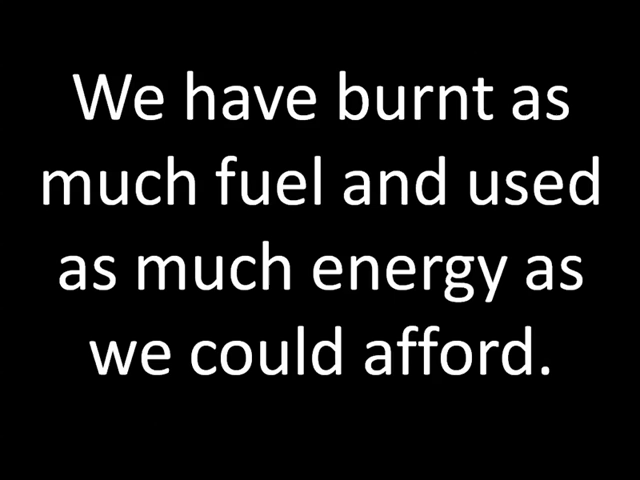 We have burnt as
much fuel and used
as much energy as
we could afford.